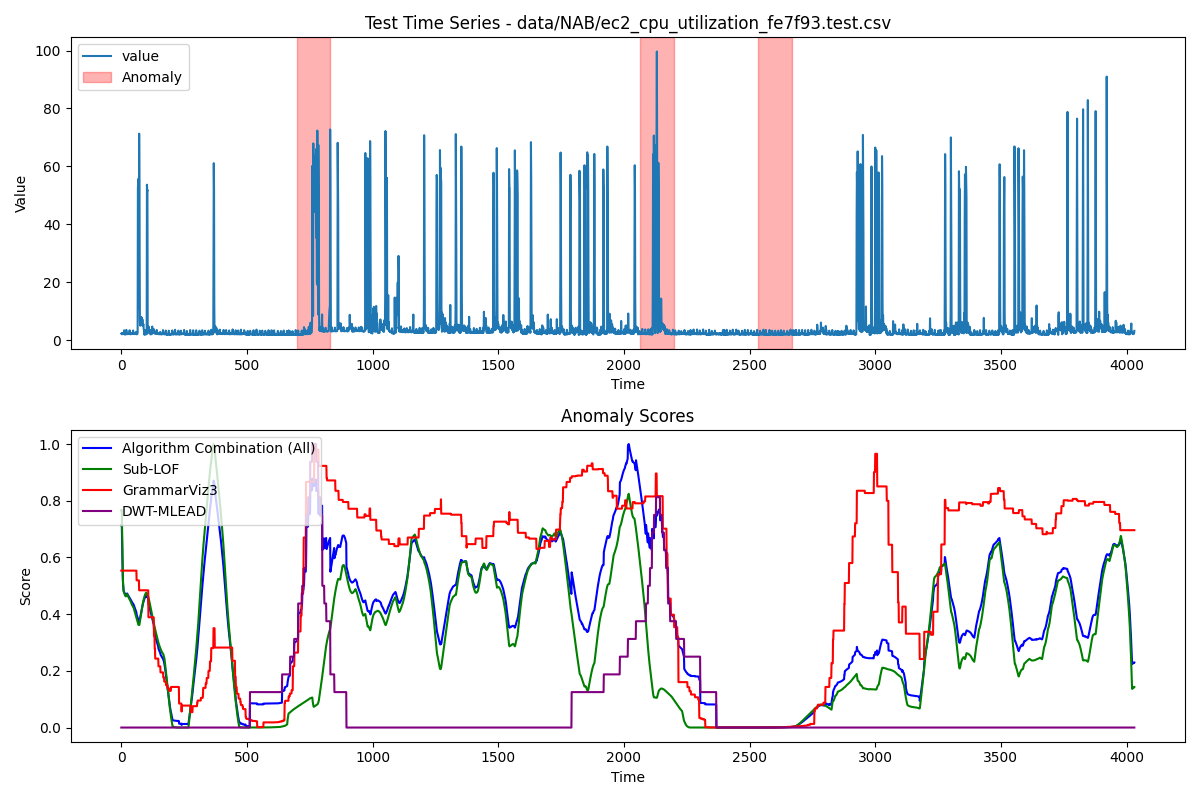 Test Time Series - data/NAB/ec2_cpu_utilization_fe7f93.test.csv
value
Anomaly
Value
100
80
60
40
20
0
0 500 1000 1500 2000 2500 3000 3500 4000
Time
Anomaly Scores
Algorithm Combination (All)
Sub-LOF
GrammarViz3
DWT-MLEAD
Score
1.0
0.8
0.6
0.4
0.2
0.0
0 500 1000 1500 2000 2500 3000 3500 4000
Time